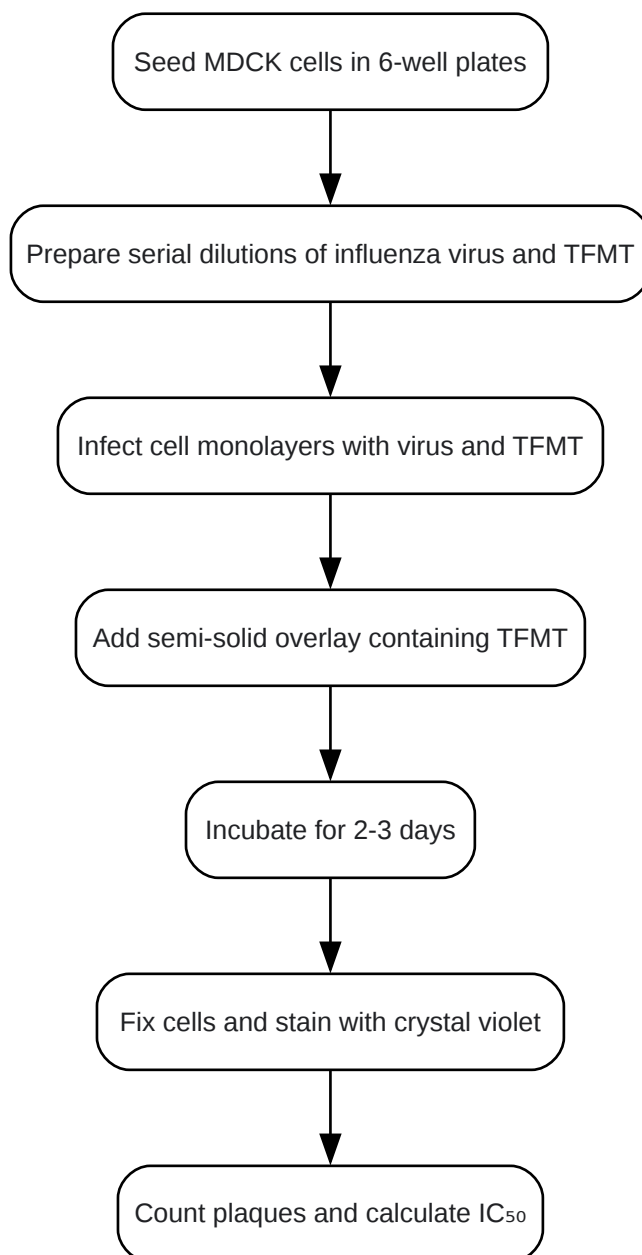 Seed MDCK cells in 6-well plates
Prepare serial dilutions of influenza virus and TFMT
Infect cell monolayers with virus and TFMT
Add semi-solid overlay containing TFMT
Incubate for 2-3 days
Fix cells and stain with crystal violet
Count plaques and calculate IC₅₀